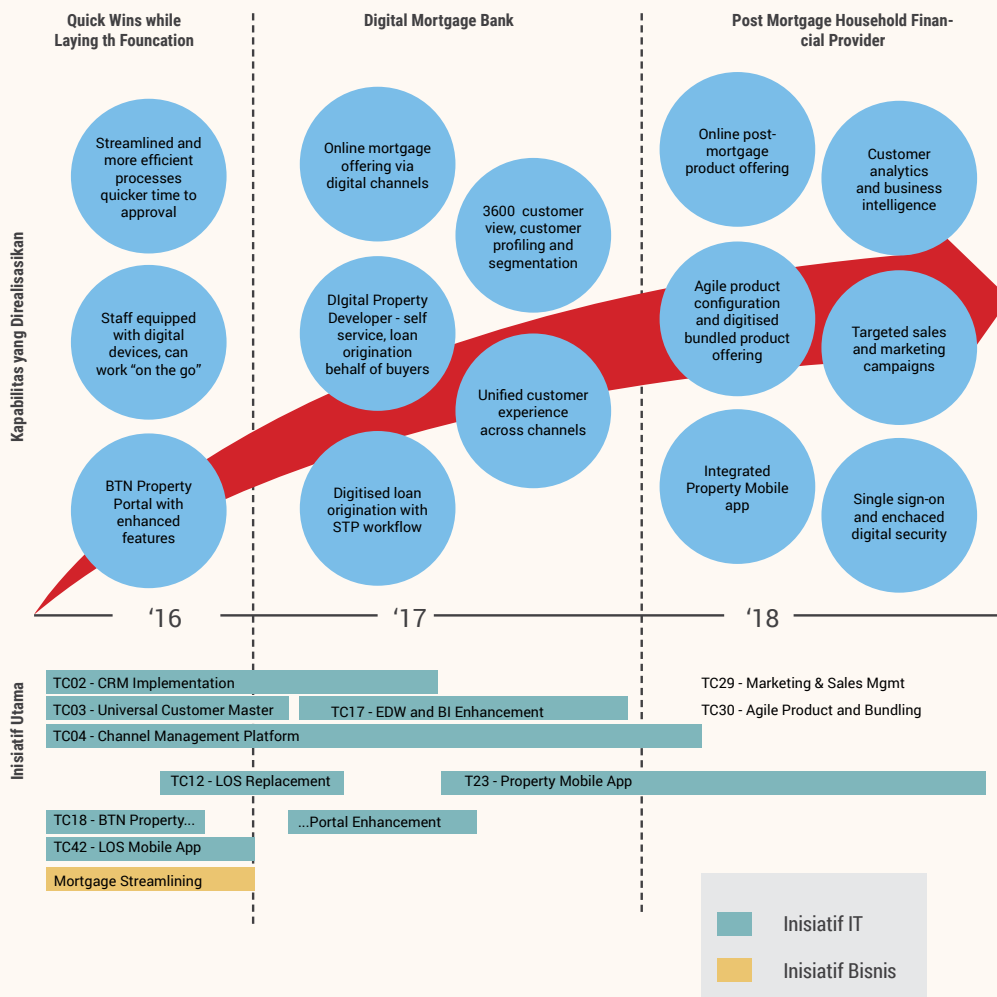 Quick Wins while
Laying th Founcation
Digital Mortgage Bank
Post Mortgage Household Finan-
cial Provider
Kapabilitas yang Direalisasikan
Streamlined and
more efficient
processes
quicker time to
approval
Staff equipped
with digital
devices, can
work “on the go”
BTN Property
Portal with
enhanced
features
Online mortgage
offering via
digital channels
DIgital Property
Developer - self
service, loan
origination
behalf of buyers
Digitised loan
origination with
STP workflow
3600 customer
view, customer
profiling and
segmentation
Unified customer
experience
across channels
Online post-
mortgage
product offering
Agile product
configuration
and digitised
bundled product
offering
Integrated
Property Mobile
app
Customer
analytics
and business
intelligence
Targeted sales
and marketing
campaigns
Single sign-on
and enchaced
digital security
‘16
‘17
‘18
Inisiatif Utama
TC02 - CRM Implementation
TC29 - Marketing & Sales Mgmt
TC03 - Universal Customer Master
TC17 - EDW and BI Enhancement
TC30 - Agile Product and Bundling
TC04 - Channel Management Platform
TC12 - LOS Replacement
T23 - Property Mobile App
TC18 - BTN Property...
...Portal Enhancement
TC42 - LOS Mobile App
Mortgage Streamlining
Inisiatif IT
Inisiatif Bisnis